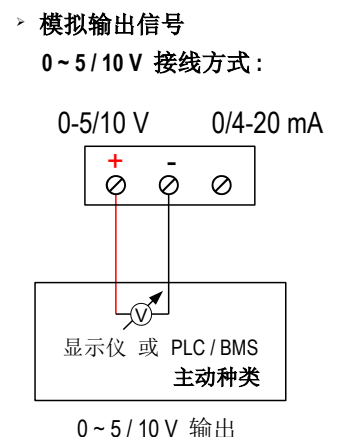 ➢ 模拟输出信号
0 ~ 5 / 10 V 接线方式 :
0-5/10 V 0/4-20 mA
+ -
V
显示仪 或 PLC / BMS
主动种类
0 ~ 5 / 10 V 输出